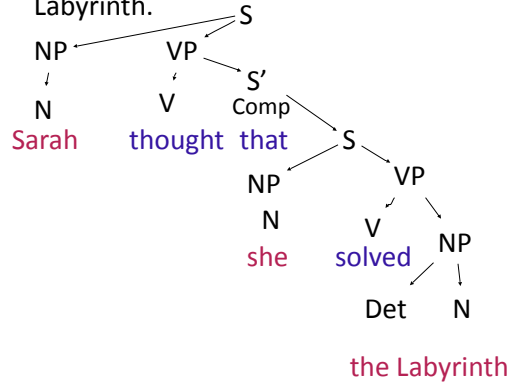 Labyrinth.
S
NP VP
S’
N V Comp
Sarah thought that S
NP VP
N V
she solved NP
Det N
the Labyrinth